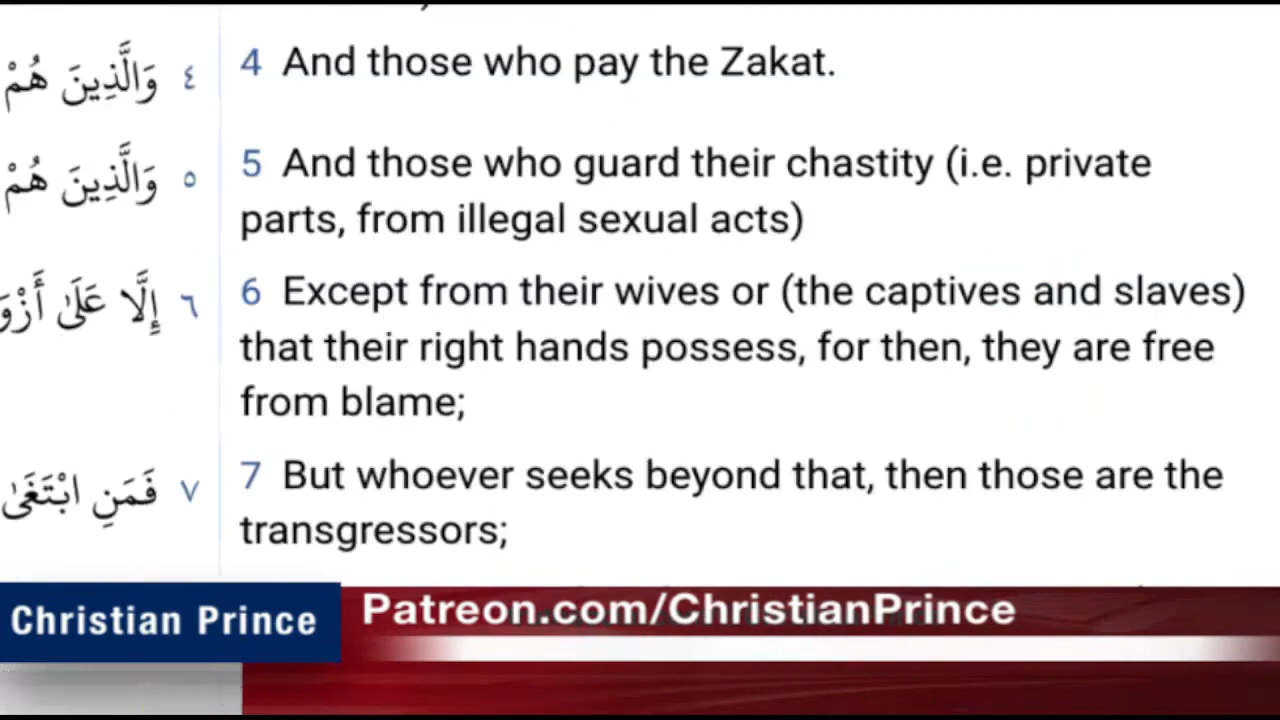 4 And those who pay the Zakat.
وَالَّذِينَ هُمْ ٤
5 And those who guard their chastity (i.e. private
parts, from illegal sexual acts)
وَالَّذِينَ هُمْ ٥
6 Except from their wives or (the captives and slaves)
that their right hands possess, for then, they are free
from blame;
إِلَّا عَلَىٰ ٦
7 But whoever seeks beyond that, then those are the
transgressors;
فَمَنِ ابْتَغَىٰ ٧
Christian Prince
Patreon.com/ChristianPrince